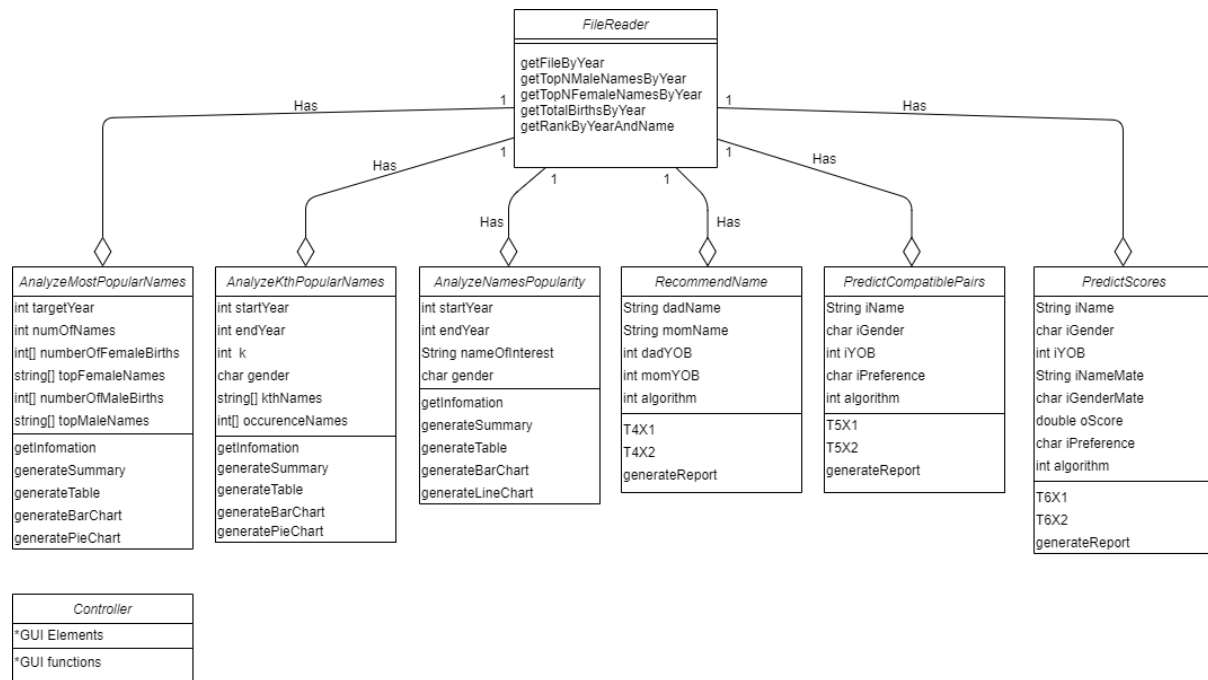 FileReader
getFileByYear
getTopNMaleNamesByYear
getTopNFemaleNamesByYear
getTotalBirthsByYear
getRankByYearAndName
Has
1
Has
1
Has
1
Has
1
Has
1
Has
1
AnalyzeMostPopularNames
int targetYear
int numOfNames
int[] numberOfFemaleBirths
string[] topFemaleNames
int[] numberOfMaleBirths
string[] topMaleNames
getInfomation
generateSummary
generateTable
generateBarChart
generatePieChart
AnalyzeKthPopularNames
int startYear
int endYear
int k
char gender
string[] kthNames
int[] occurenceNames
getInfomation
generateSummary
generateTable
generateBarChart
generatePieChart
AnalyzeNamesPopularity
int startYear
int endYear
String nameOfInterest
char gender
getInfomation
generateSummary
generateTable
generateBarChart
generateLineChart
RecommendName
String dadName
String momName
int dadYOB
int momYOB
int algorithm
T4X1
T4X2
generateReport
PredictCompatiblePairs
String iName
char iGender
int iYOB
char iPreference
int algorithm
T5X1
T5X2
generateReport
PredictScores
String iName
char iGender
int iYOB
String iNameMate
char iGenderMate
double oScore
char iPreference
int algorithm
T6X1
T6X2
generateReport
Controller
*GUI Elements
*GUI functions